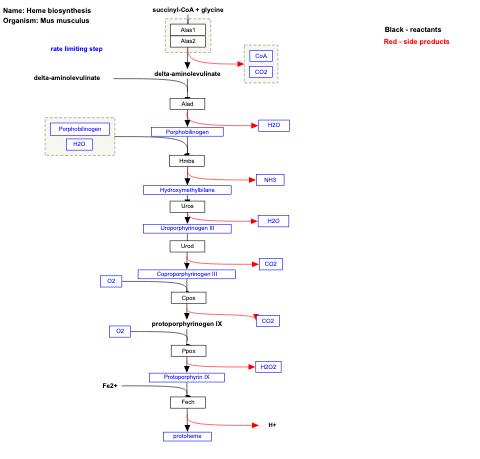 Name: Heme biosynthesis
Organism: Mus musculus
succinyl-CoA + glycine
Black - reactants
Red - side products
rate limiting step
Alas1
Alas2
CoA
CO2
delta-aminolevulinate
delta-aminolevulinate
Alad
Porphobilinogen
H2O
Porphobilinogen
H2O
Hmbs
NH3
Hydroxymethylbilane
Uros
H2O
Uroporphyrinogen III
Urod
CO2
Coproporphyrinogen III
O2
Cpox
CO2
protoporphyrinogen IX
O2
Ppox
H2O2
Protoporphyrin IX
Fe2+
Fech
H+
protoheme